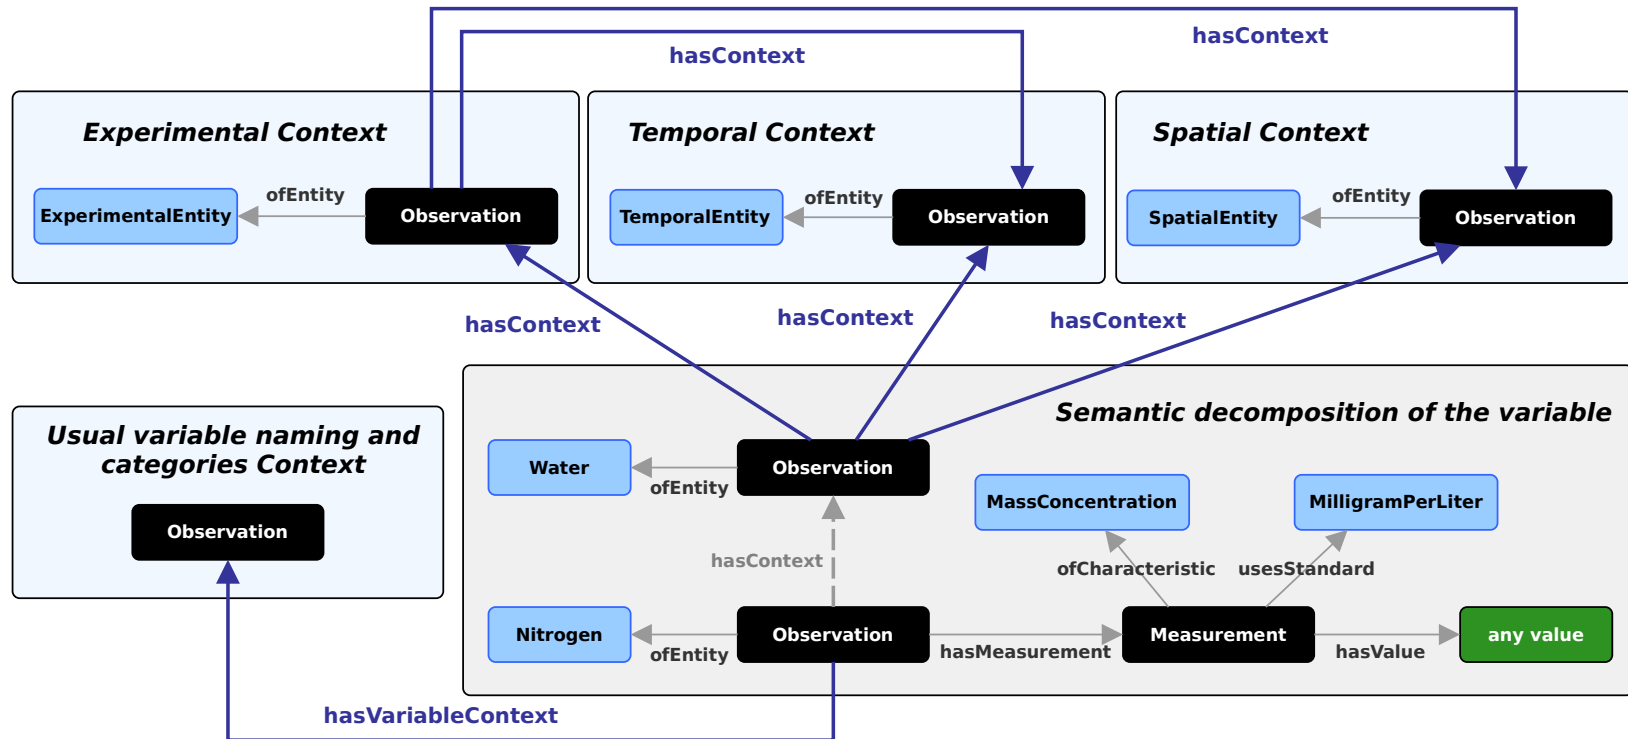 hasContext
hasContext
Experimental Context
Temporal Context
Spatial Context
ExperimentalEntity
ofEntity
Observation
TemporalEntity
ofEntity
Observation
SpatialEntity
ofEntity
Observation
hasContext
hasContext
hasContext
Usual variable naming and
categories Context
Observation
Semantic decomposition of the variable
Water
ofEntity
Observation
MassConcentration
MilligramPerLiter
hasContext
ofCharacteristic
usesStandard
Nitrogen
ofEntity
Observation
hasMeasurement
Measurement
hasValue
any value
hasVariableContext